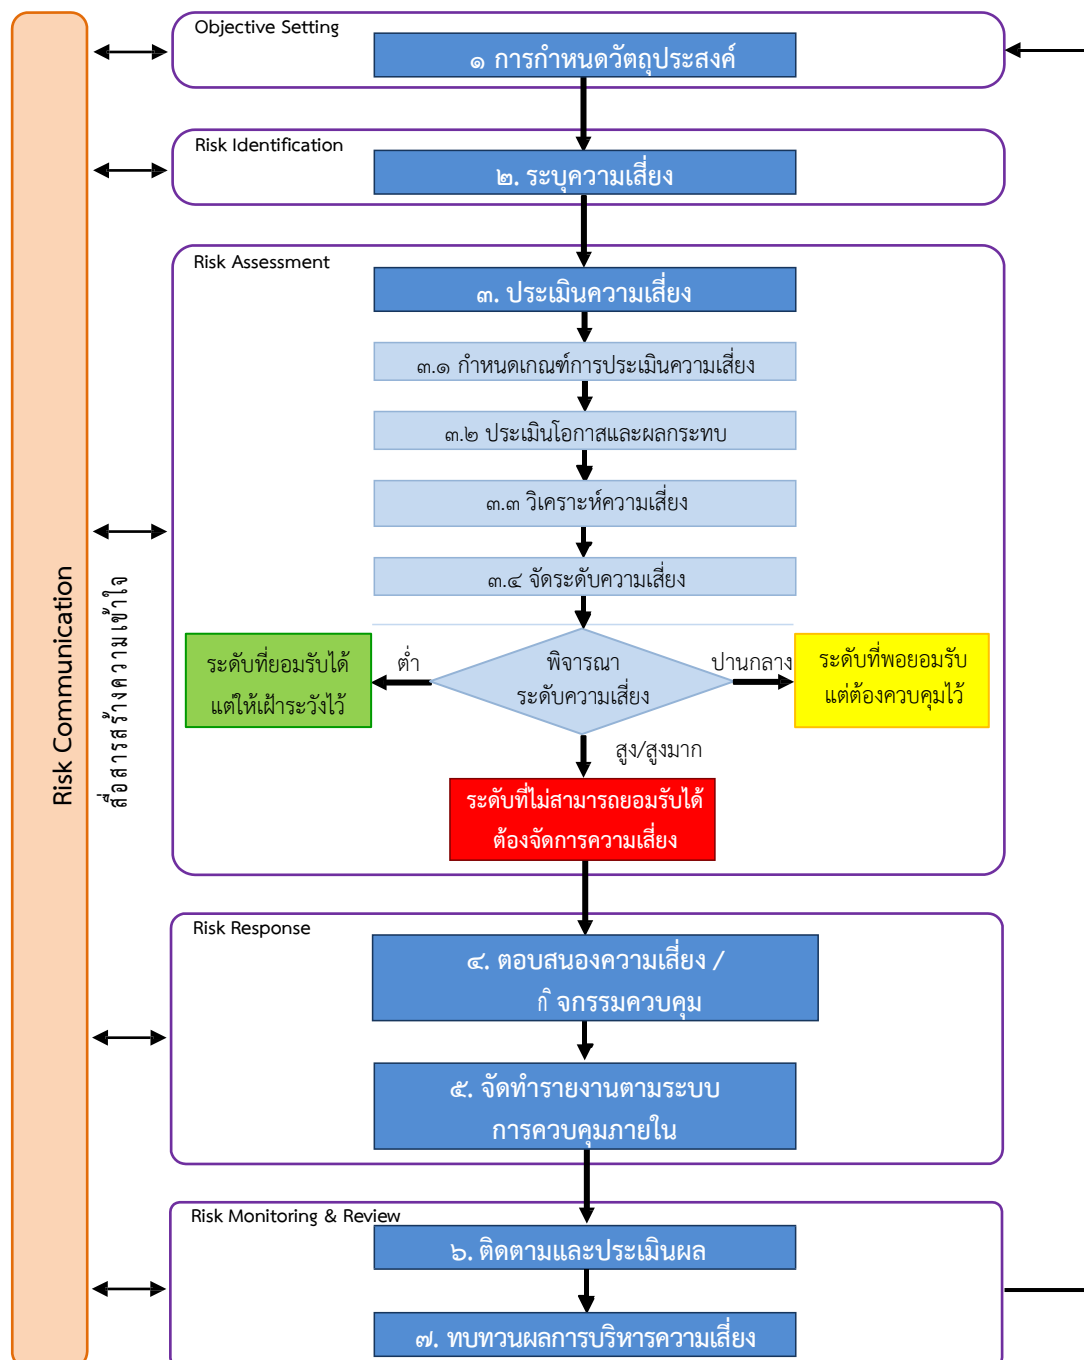 Objective Setting
๑ การกำหนดวัตถุประสงค์
Risk Identification
๒. ระบุความเสี่ยง
Risk Assessment
๓. ประเมินความเสี่ยง
๓.๑ กำหนดเกณฑ์การประเมินความเสี่ยง
๓.๒ ประเมินโอกาสและผลกระทบ
๓.๓ วิเคราะห์ความเสี่ยง
๓.๔ จัดระดับความเสี่ยง
พิจารณา
ระดับความเสี่ยง
ต่ำ
ระดับที่ยอมรับได้
แต่ให้เฝ้าระวังไว้
ปานกลาง
ระดับที่พอยอมรับ
แต่ต้องควบคุมไว้
สูง/สูงมาก
ระดับที่ไม่สามารถยอมรับได้
ต้องจัดการความเสี่ยง
Risk Response
๔. ตอบสนองความเสี่ยง /
กิจกรรมควบคุม
๕. จัดทำรายงานตามระบบ
การควบคุมภายใน
Risk Monitoring & Review
๖. ติดตามและประเมินผล
๗. ทบทวนผลการบริหารความเสี่ยง
Risk Communication
สื่อสารสร้างความเข้าใจ